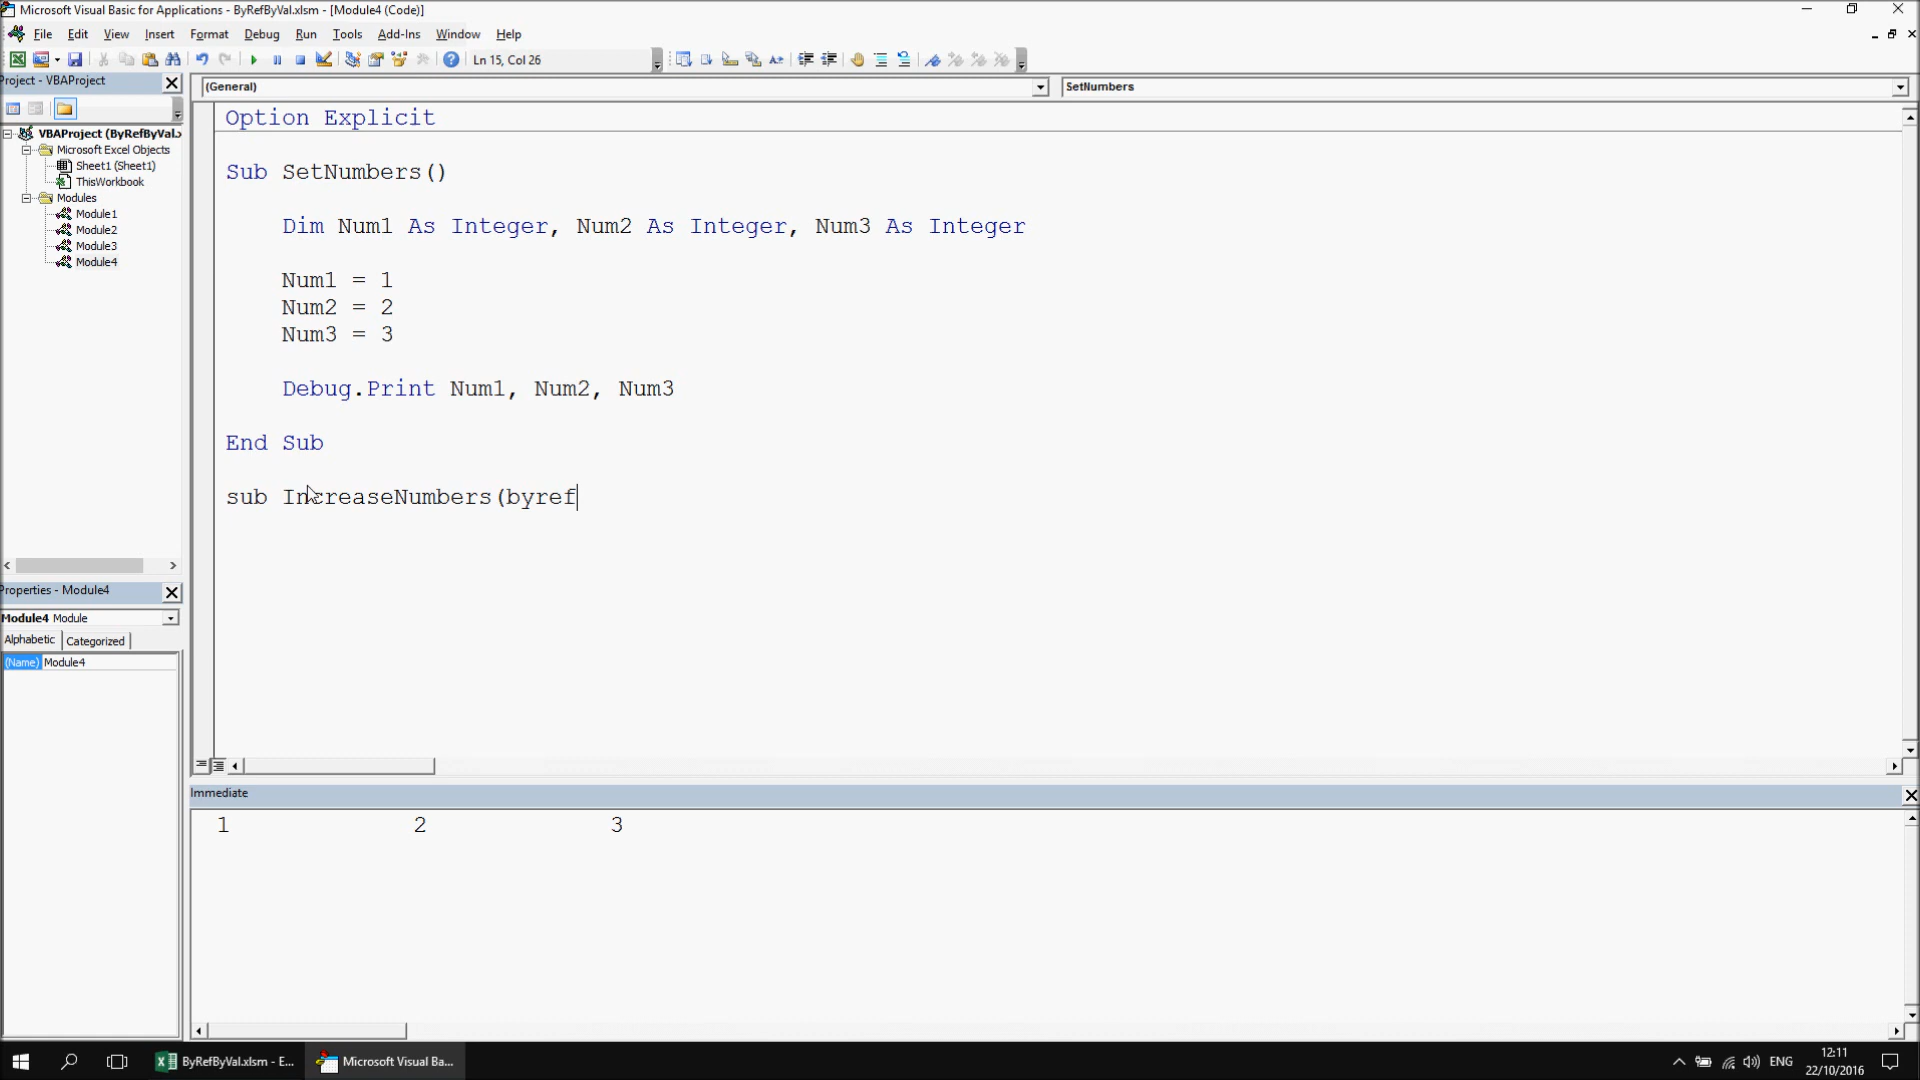 Microsoft Visual Basic for Applications - ByRefByVal.xlsm - [Module4 (Code)]
File Edit View Insert Format Debug Run Tools Add-Ins Window Help
Ln 15, Col 26
Project - VBAProject
(General) SetNumbers
VBAProject (ByRefByVal.x
Microsoft Excel Objects
Sheet1 (Sheet1)
ThisWorkbook
Modules
Module1
Module2
Module3
Module4
Option Explicit
Sub SetNumbers()
Dim Num1 As Integer, Num2 As Integer, Num3 As Integer
Num1 = 1
Num2 = 2
Num3 = 3
Debug.Print Num1, Num2, Num3
End Sub
sub IncreaseNumbers(byref
Properties - Module4
Module4 Module
Alphabetic Categorized
(Name) Module4
Immediate
1 2 3
ByRefByVal.xlsm - E... Microsoft Visual Ba... ENG 12:11
22/10/2016